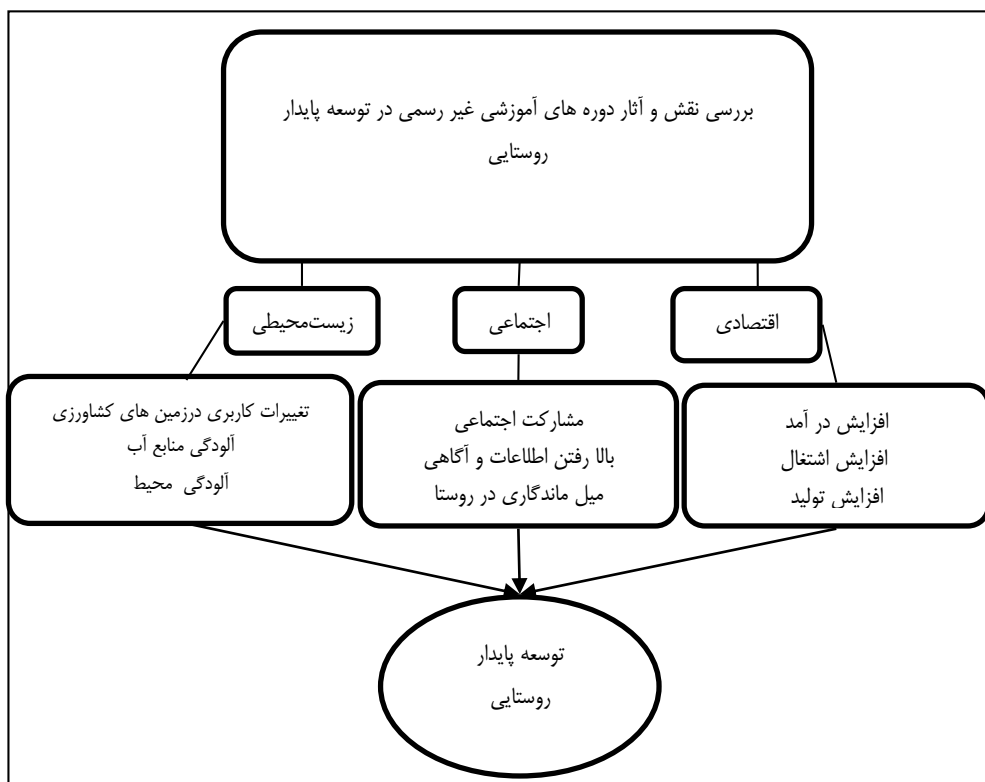 بررسی نقش و آثار دوره های آموزشی غیر رسمی در توسعه پایدار
روستایی
اقتصادی
اجتماعی
زیست‌محیطی
افزایش در آمد
افزایش اشتغال
افزایش تولید
مشارکت اجتماعی
بالا رفتن اطلاعات و آگاهی
میل ماندگاری در روستا
تغییرات کاربری درزمین های کشاورزی
آلودگی منابع آب
آلودگی محیط
توسعه پایدار
روستایی